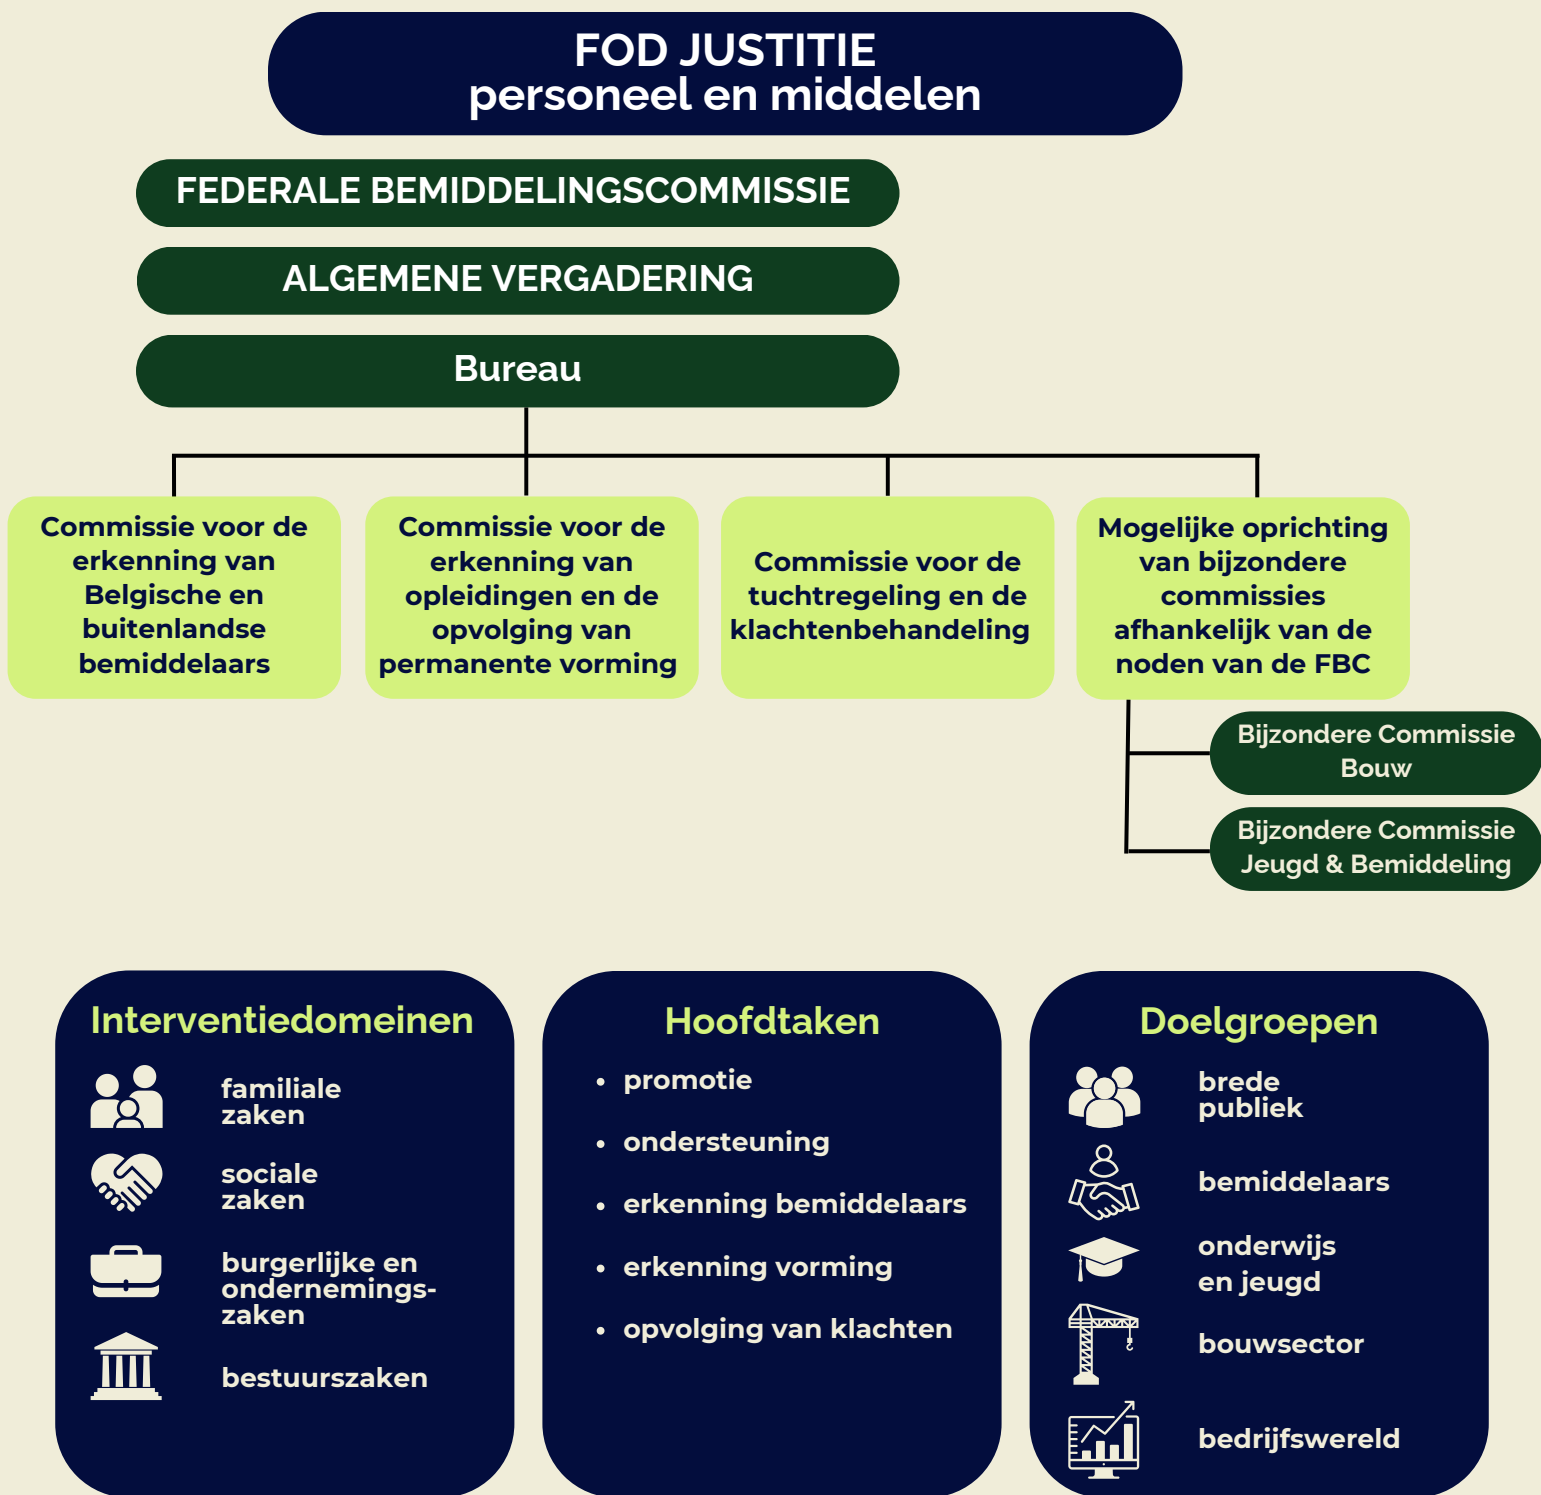 FOD JUSTITIE
personeel en middelen
FEDERALE BEMIDDELINGSCOMMISSIE
ALGEMENE VERGADERING
Bureau
Commissie voor de
erkenning van
Belgische en
buitenlandse
bemiddelaars
Commissie voor de
erkenning van
opleidingen en de
opvolging van
permanente vorming
Commissie voor de
tuchtregeling en de
klachtenbehandeling
Mogelijke oprichting
van bijzondere
commissies
afhankelijk van de
noden van de FBC
Bijzondere Commissie
Bouw
Bijzondere Commissie
Jeugd & Bemiddeling
Interventiedomeinen
familiale
zaken
sociale
zaken
burgerlijke en
ondernemings-
zaken
bestuurszaken
Hoofdtaken
• promotie
• ondersteuning
• erkenning bemiddelaars
• erkenning vorming
• opvolging van klachten
Doelgroepen
brede
publiek
bemiddelaars
onderwijs
en jeugd
bouwsector
bedrijfswereld